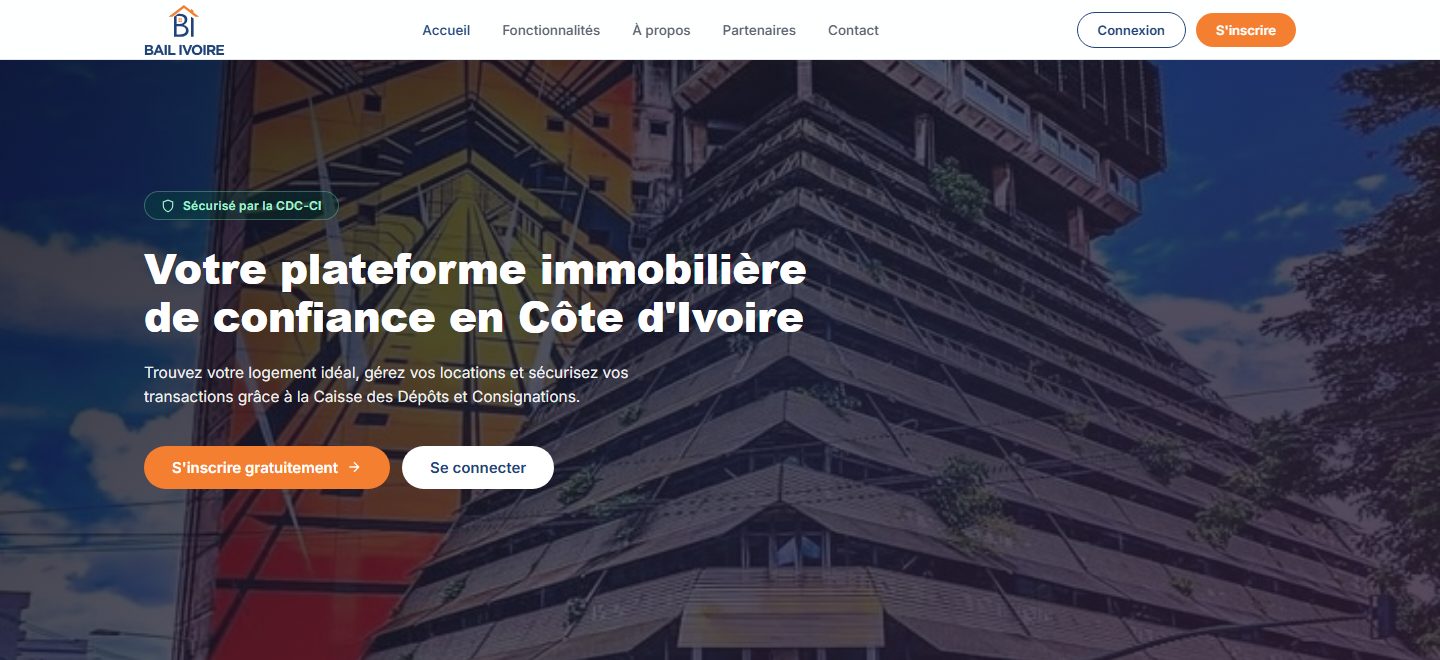 BI
BAIL IVOIRE
Accueil
Fonctionnalités
À propos
Partenaires
Contact
Connexion
S'inscrire
Sécurisé par la CDC-CI
Votre plateforme immobilière
de confiance en Côte d'Ivoire
Trouvez votre logement idéal, gérez vos locations et sécurisez vos
transactions grâce à la Caisse des Dépôts et Consignations.
S'inscrire gratuitement →
Se connecter